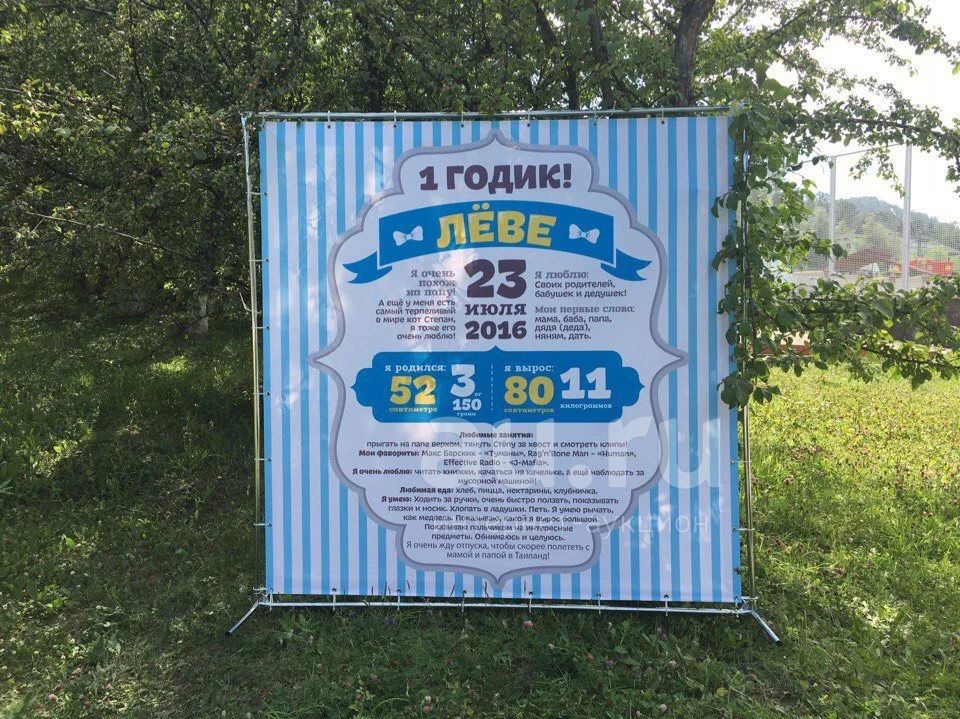 1 ГОДИК!
ЛЁВЕ
Я очень
похож
на папу!
А ещё у меня есть
самый терпеливый
в мире кот Степан,
я тоже его
очень люблю!
23
ИЮЛЯ
2016
Я люблю:
Своих родителей,
бабушек и дедушек!
Мои первые слова:
мама, баба, папа,
дядя (деда),
няням, дать.
я родился:
52
сантиметра
3
кг
150
грамм
я вырос:
80
сантиметров
11
килограммов
Любимые занятия:
прыгать на папе верхом, тянуть Стёпу за хвост и смотреть клипы!
Мои фавориты: Макс Барских - «Туманы», Rag'n'Bone Man - «Human»,
Effective Radio - «J-Mafia».
Я очень люблю: читать книжки, качаться на качельке, а ещё наблюдать за
мусорной машиной!
Любимая еда: хлеб, пицца, нектарины, клубничка.
Я умею: Ходить за ручки, очень быстро ползать, показывать
глазки и носик. Хлопать в ладушки. Петь. Я умею рычать,
как медведь. Показываю, какой я вырос большой.
Показываю пальчиком на интересные
предметы. Обнимаюсь и целуюсь.
Я очень жду отпуска, чтобы скорее полететь с
мамой и папой в Таиланд!